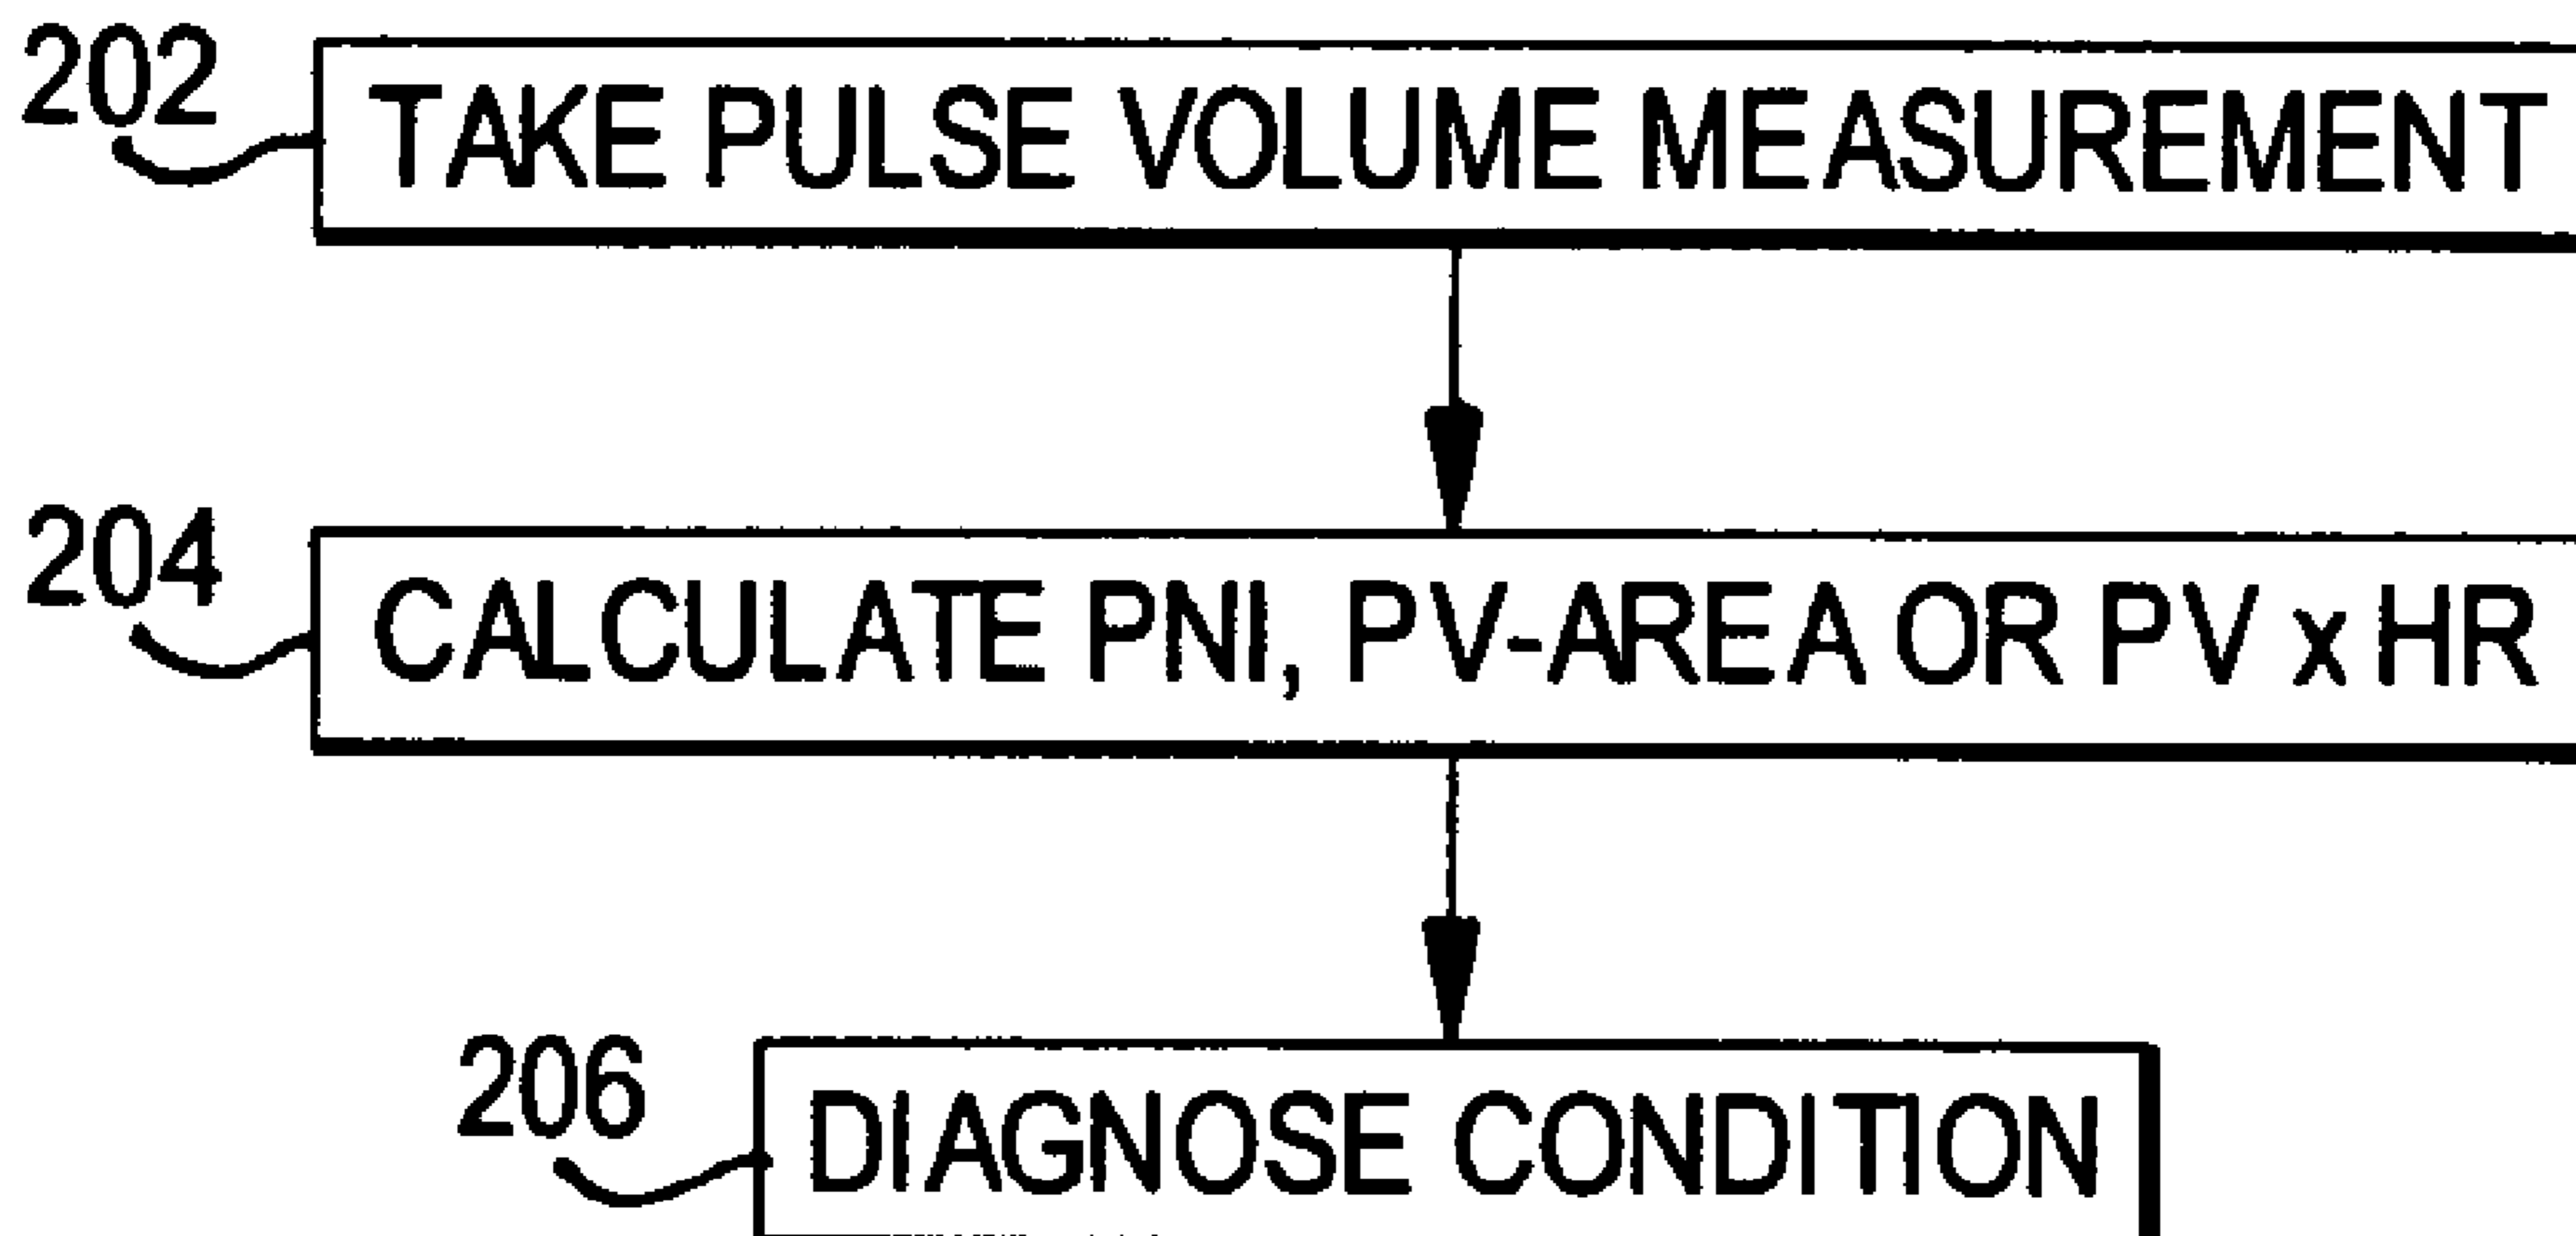 202
TAKE PULSE VOLUME MEASUREMENT
204
CALCULATE PNI, PV-AREA OR PV x HR
206
DIAGNOSE CONDITION